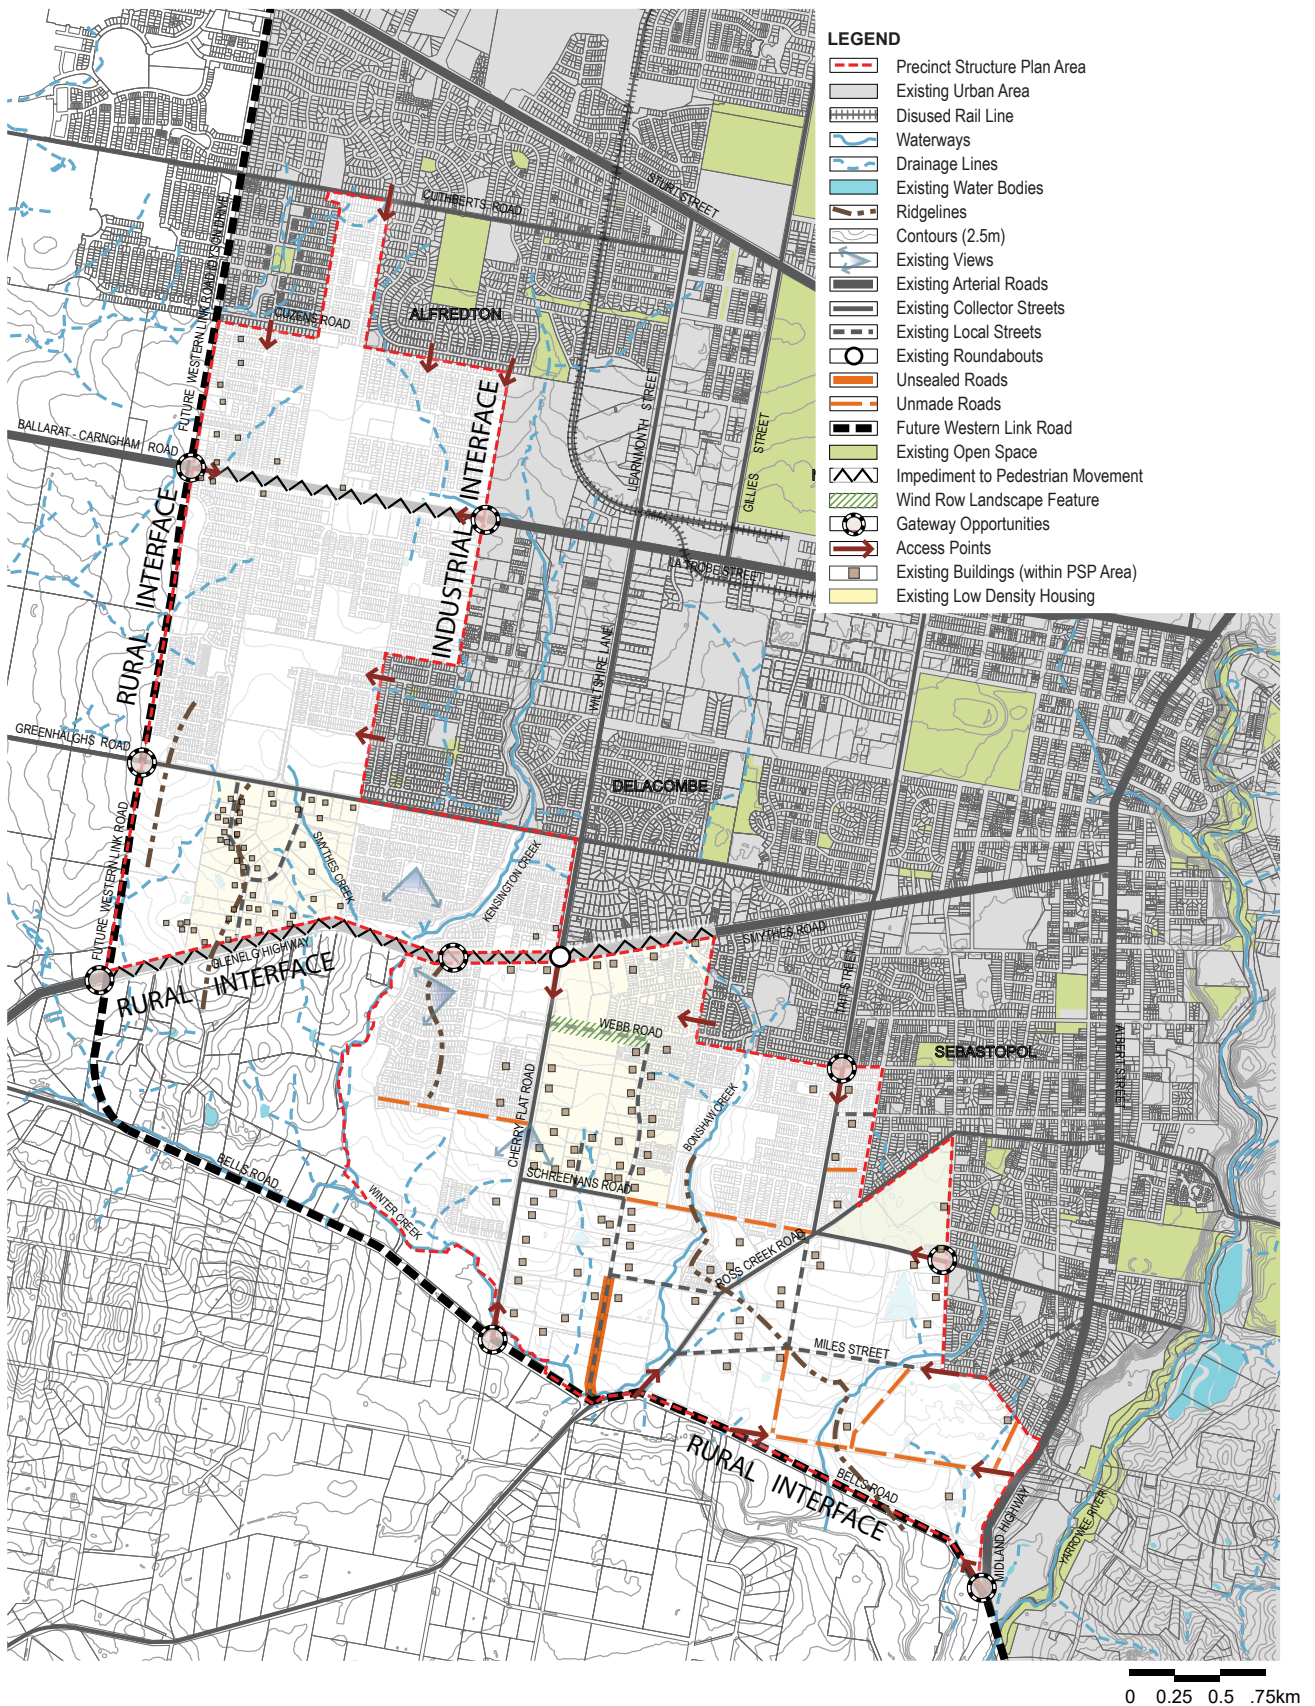 LEGEND
Precinct Structure Plan Area
Existing Urban Area
Disused Rail Line
Waterways
Drainage Lines
Existing Water Bodies
Ridgelines
Contours (2.5m)
Existing Views
Existing Arterial Roads
Existing Collector Streets
Existing Local Streets
Existing Roundabouts
Unsealed Roads
Unmade Roads
Future Western Link Road
Existing Open Space
Impediment to Pedestrian Movement
Wind Row Landscape Feature
Gateway Opportunities
Access Points
Existing Buildings (within PSP Area)
Existing Low Density Housing
STURT STREET
CUTHBERTS ROAD
CUZENS ROAD
ALFREDTON
FUTURE WESTERN LINK ROAD
BALLARAT - CARNGHAM ROAD
INDUSTRIAL INTERFACE
LEARNMONTH STREET
GILLIES STREET
LA TROBE STREET
RURAL INTERFACE
WILTSHIRE LANE
GREENHALGHS ROAD
DELACOMBE
FUTURE WESTERN LINK ROAD
SMYTHES CREEK
KENSINGTON CREEK
GLENELG HIGHWAY
RURAL INTERFACE
SMYTHES ROAD
TAIT STREET
WEBB ROAD
SEBASTOPOL
ALBERT STREET
CHERRY FLAT ROAD
BONSHAW CREEK
BELLS ROAD
WINTER CREEK
SCHREENANS ROAD
ROSS CREEK ROAD
MILES STREET
RURAL INTERFACE
BELLS ROAD
MIDLAND HIGHWAY
YARROWEE RIVER
0 0.25 0.5 .75km